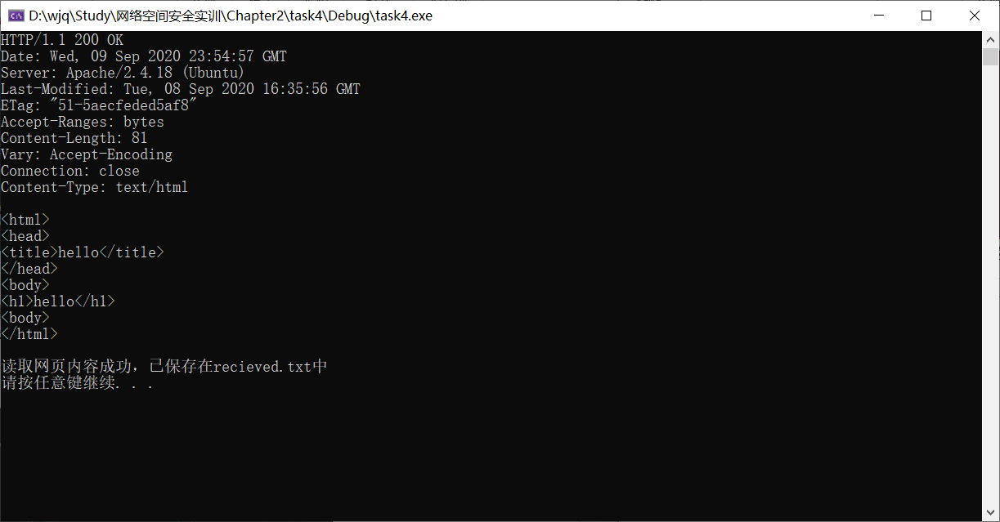 D:\wjq\Study\网络空间安全实训\Chapter2\task4\Debug\task4.exe
HTTP/1.1 200 OK
Date: Wed, 09 Sep 2020 23:54:57 GMT
Server: Apache/2.4.18 (Ubuntu)
Last-Modified: Tue, 08 Sep 2020 16:35:56 GMT
ETag: "51-5aecfeded5af8"
Accept-Ranges: bytes
Content-Length: 81
Vary: Accept-Encoding
Connection: close
Content-Type: text/html
<html>
<head>
<title>hello</title>
</head>
<body>
<h1>hello</h1>
<body>
</html>
读取网页内容成功，已保存在recieved.txt中
请按任意键继续. . .